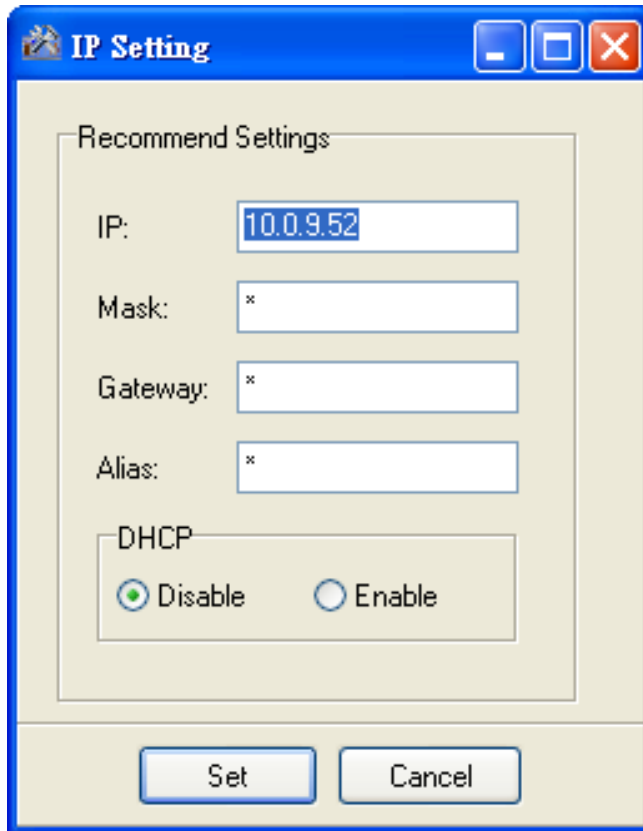 IP Setting
Recommend Settings
IP: 10.0.9.52
Mask: *
Gateway: *
Alias: *
DHCP
Disable Enable
Set Cancel